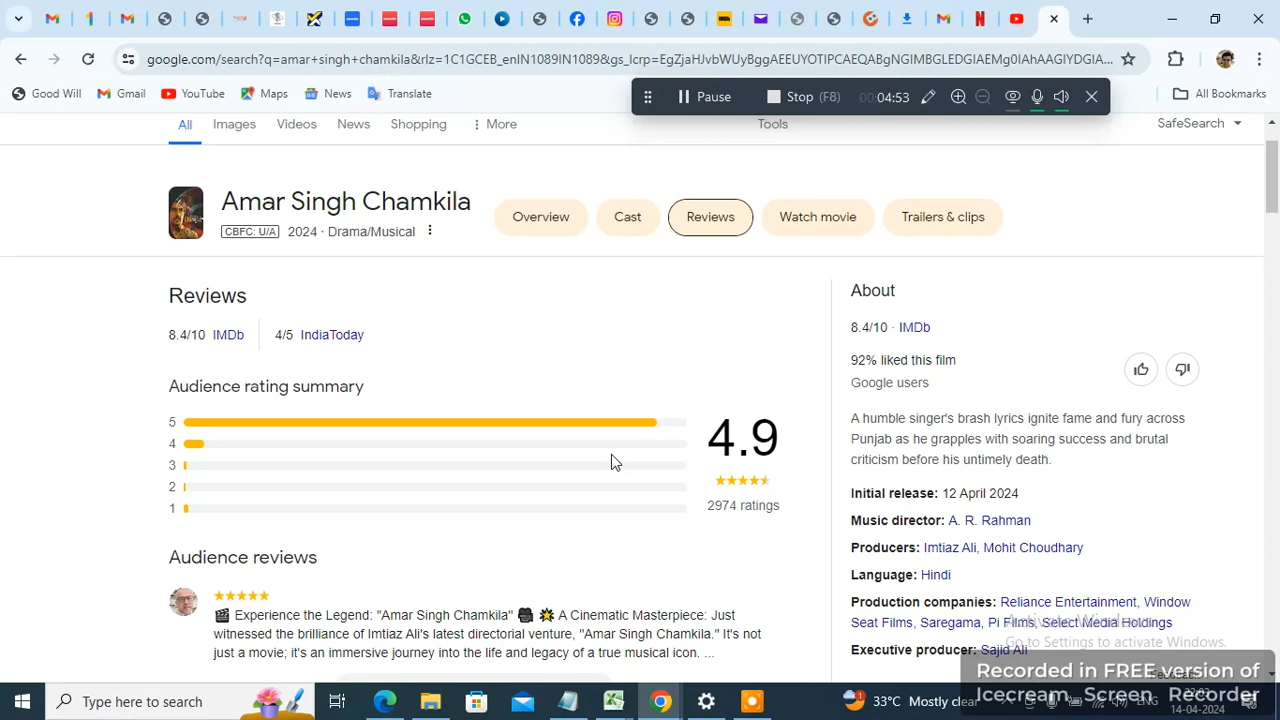 google.com/search?q=amar+singh+chamkila&rlz=1C1GCEB_enIN1089IN1089&gs_lcrp=EgZjaHJvbWUyBggAEEUYOTIPCAEQABgNGIMBGLEDGIAEMg0IAhAAGIYDGIA...
Good Will Gmail YouTube Maps News Translate
Pause Stop (F8) 00:04:53
All Bookmarks
All Images Videos News Shopping More Tools SafeSearch
Amar Singh Chamkila
CBFC: U/A 2024 · Drama/Musical
Overview Cast Reviews Watch movie Trailers & clips
Reviews
8.4/10 IMDb 4/5 IndiaToday
Audience rating summary
5
4
3
2
1
4.9
2974 ratings
Audience reviews
🎬 Experience the Legend: "Amar Singh Chamkila" 🎥 🌟 A Cinematic Masterpiece: Just
witnessed the brilliance of Imtiaz Ali's latest directorial venture, "Amar Singh Chamkila." It's not
just a movie; it's an immersive journey into the life and legacy of a true musical icon. ...
About
8.4/10 · IMDb
92% liked this film
Google users
A humble singer's brash lyrics ignite fame and fury across
Punjab as he grapples with soaring success and brutal
criticism before his untimely death.
Initial release: 12 April 2024
Music director: A. R. Rahman
Producers: Imtiaz Ali, Mohit Choudhary
Language: Hindi
Production companies: Reliance Entertainment, Window
Seat Films, Saregama, Pi Films, Select Media Holdings
Executive producer: Sajid Ali
Activate Windows
Go to Settings to activate Windows.
Recorded in FREE version of
Icecream Screen Recorder
Type here to search
33°C Mostly clear
ENG
14-04-2024